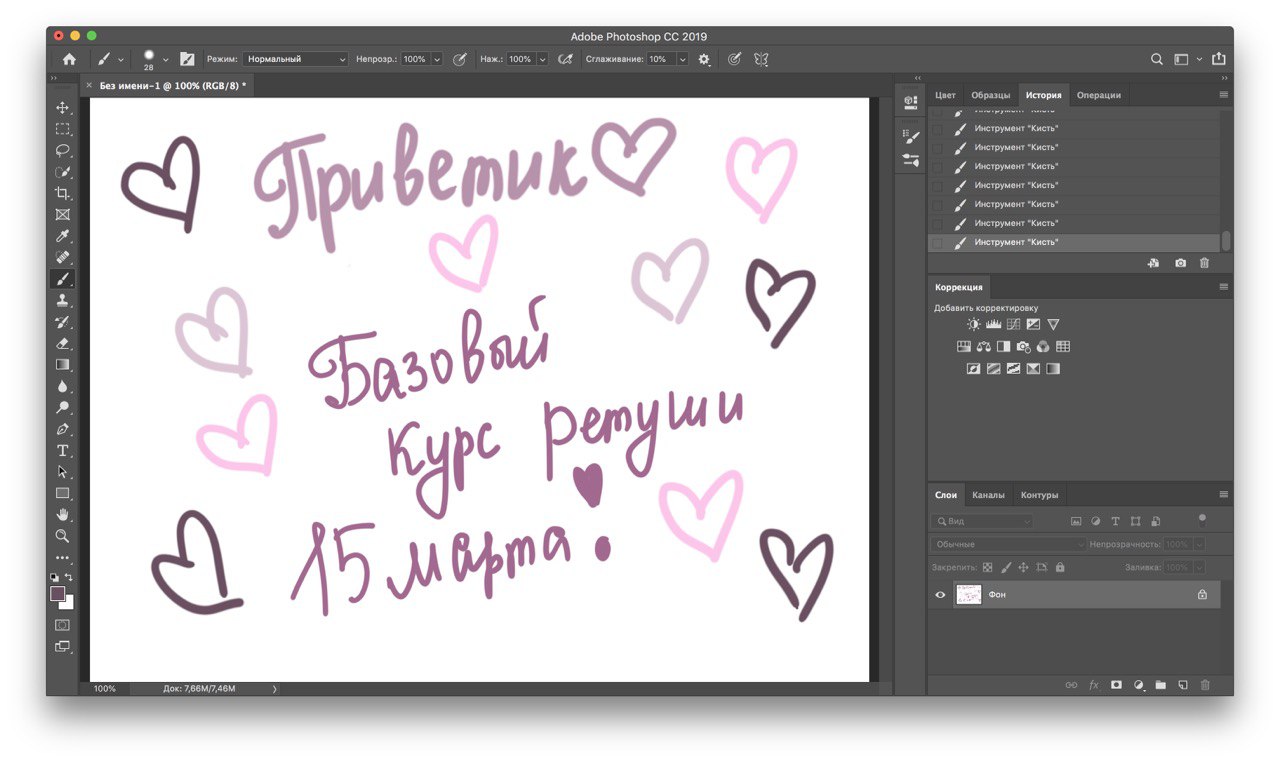 Adobe Photoshop CC 2019
Режим: Нормальный Непрозр.: 100% Наж.: 100% Сглаживание: 10%
28
Без имени-1 @ 100% (RGB/8) *
Цвет Образцы История Операции
Инструмент "Кисть"
Инструмент "Кисть"
Инструмент "Кисть"
Инструмент "Кисть"
Инструмент "Кисть"
Инструмент "Кисть"
Инструмент "Кисть"
Инструмент "Кисть"
Приветик
Базовый
курс ретуши
15 марта.
Коррекция
Добавить корректировку
Слои Каналы Контуры
Вид
Обычные Непрозрачность: 100%
Закрепить: Заливка: 100%
Фон
fx
100% Док: 7,66M/7,46M